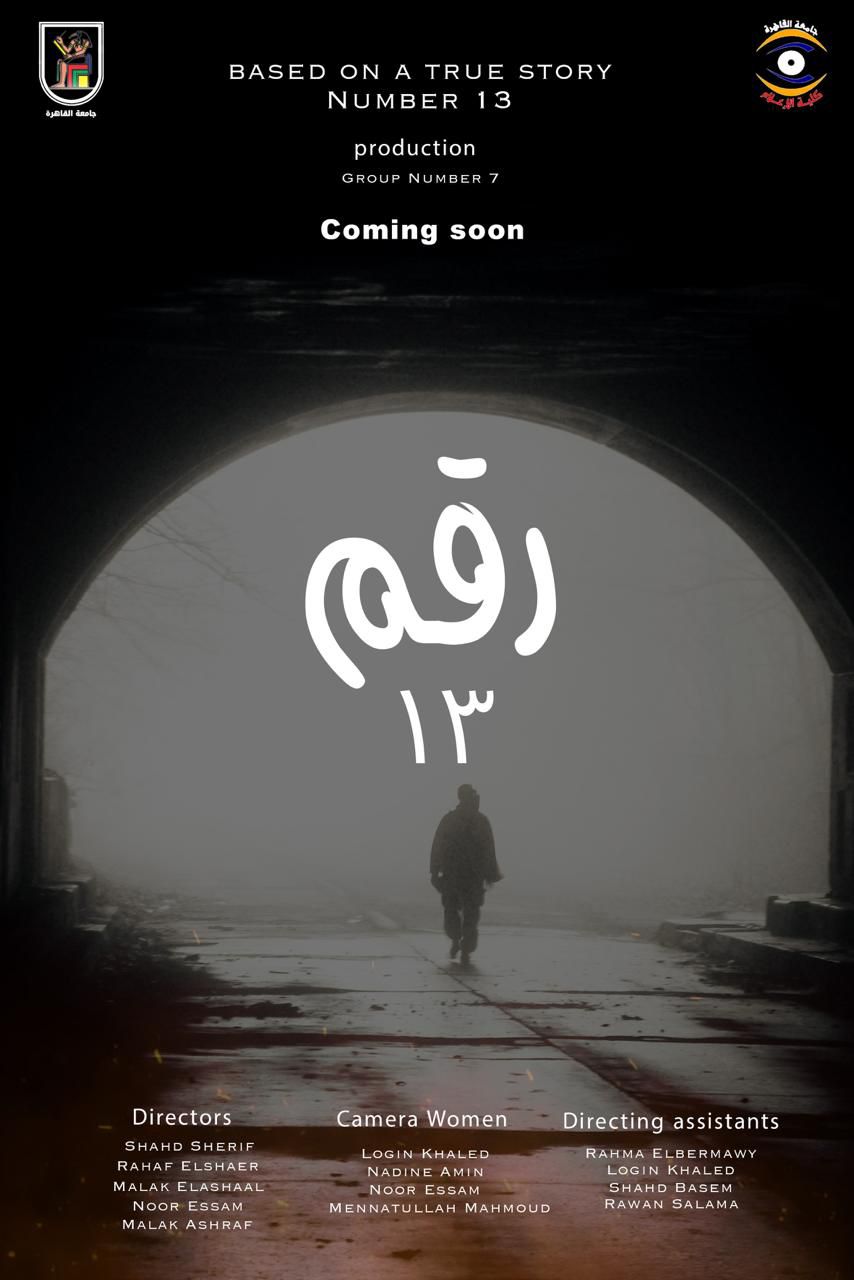 جامعة القاهرة
جامعة القاهرة
كلية الإعلام
BASED ON A TRUE STORY
NUMBER 13
production
GROUP NUMBER 7
Coming soon
رقم
١٣
Directors
SHAHD SHERIF
RAHAF ELSHAER
MALAK ELASHAAL
NOOR ESSAM
MALAK ASHRAF
Camera Women
LOGIN KHALED
NADINE AMIN
NOOR ESSAM
MENNATULLAH MAHMOUD
Directing assistants
RAHMA ELBERMAWY
LOGIN KHALED
SHAHD BASEM
RAWAN SALAMA